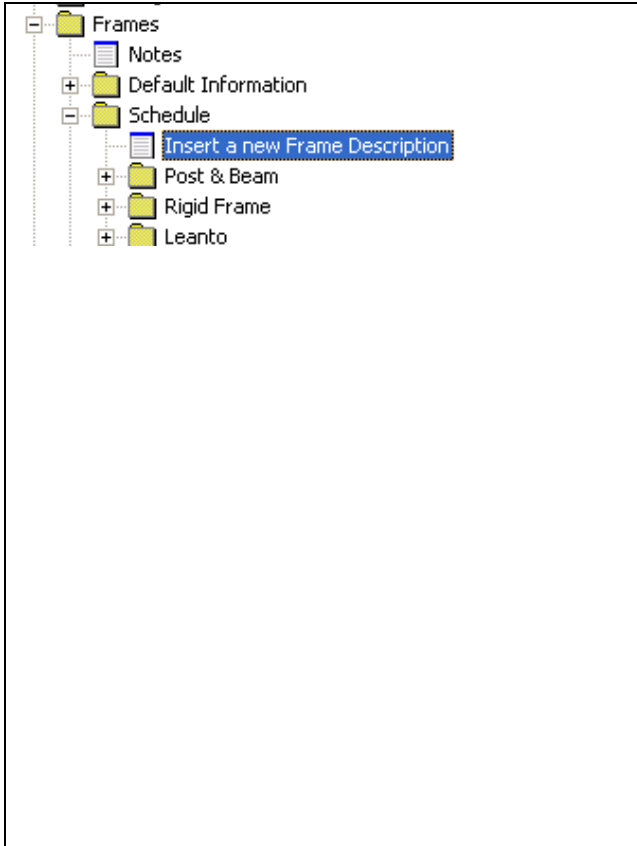 Frames
Notes
Default Information
Schedule
Insert a new Frame Description
Post & Beam
Rigid Frame
Leanto